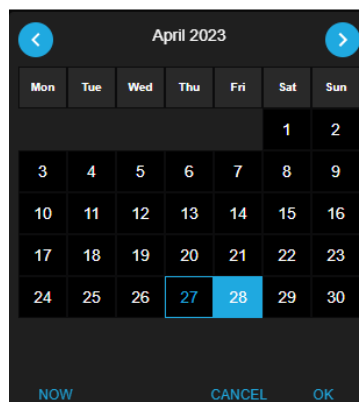 April 2023
Mon Tue Wed Thu Fri Sat Sun
1 2
3 4 5 6 7 8 9
10 11 12 13 14 15 16
17 18 19 20 21 22 23
24 25 26 27 28 29 30
NOW CANCEL OK